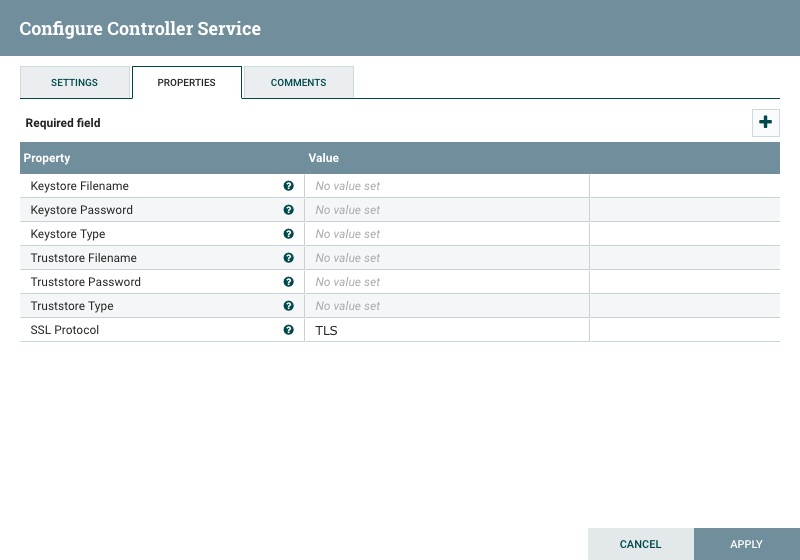 Configure Controller Service
SETTINGS PROPERTIES COMMENTS
Required field
Property Value
Keystore Filename No value set
Keystore Password No value set
Keystore Type No value set
Truststore Filename No value set
Truststore Password No value set
Truststore Type No value set
SSL Protocol TLS
CANCEL APPLY